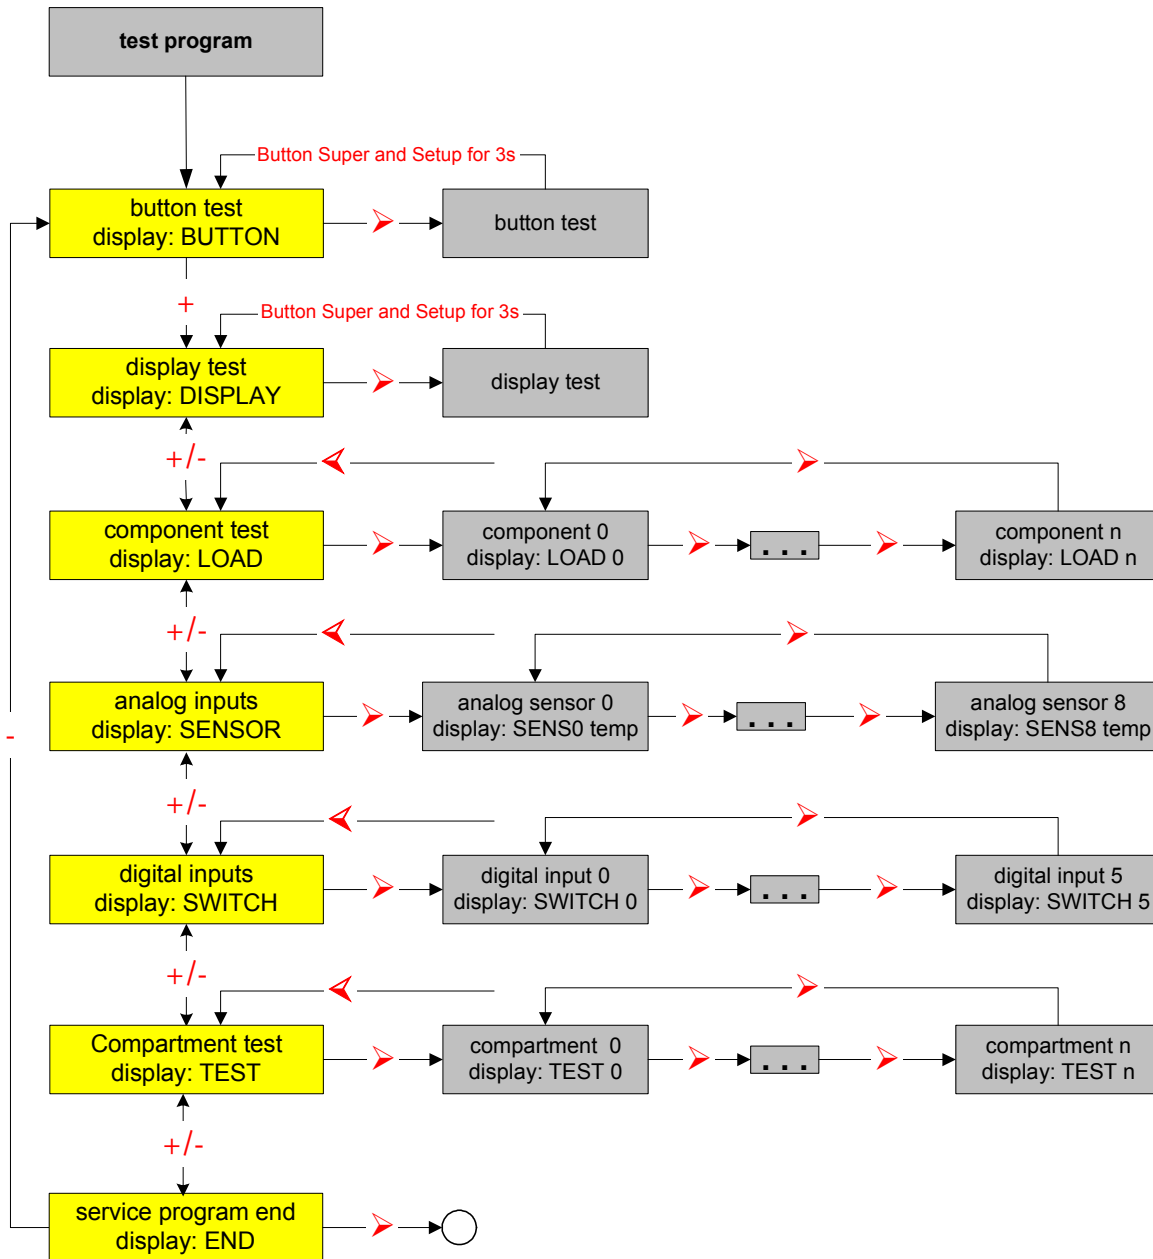 test program
Button Super and Setup for 3s
button test
display: BUTTON
button test
+
Button Super and Setup for 3s
display test
display: DISPLAY
display test
+/-
component test
display: LOAD
component 0
display: LOAD 0
. . .
component n
display: LOAD n
+/-
analog inputs
display: SENSOR
analog sensor 0
display: SENS0 temp
. . .
analog sensor 8
display: SENS8 temp
-
+/-
digital inputs
display: SWITCH
digital input 0
display: SWITCH 0
. . .
digital input 5
display: SWITCH 5
+/-
Compartment test
display: TEST
compartment  0
display: TEST 0
. . .
compartment n
display: TEST n
+/-
service program end
display: END